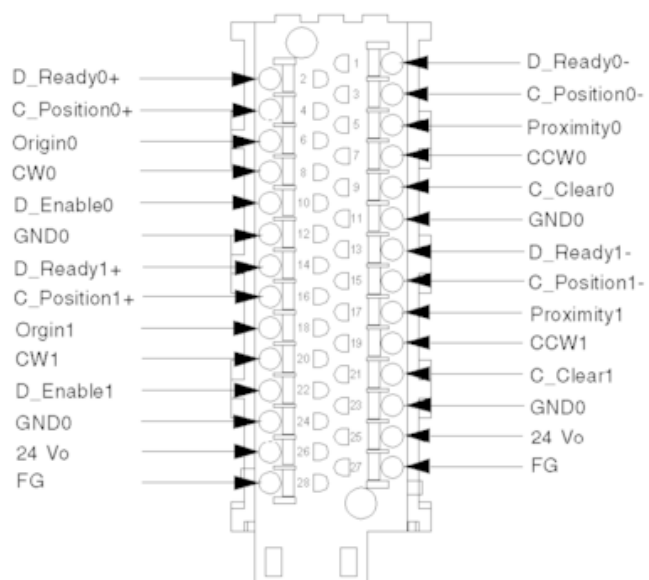 D_Ready0+ 2 1 D_Ready0-
C_Position0+ 4 3 C_Position0-
Origin0 6 5 Proximity0
CW0 8 7 CCW0
D_Enable0 10 9 C_Clear0
GND0 12 11 GND0
D_Ready1+ 14 13 D_Ready1-
C_Position1+ 16 15 C_Position1-
Orgin1 18 17 Proximity1
CW1 20 19 CCW1
D_Enable1 22 21 C_Clear1
GND0 24 23 GND0
24 Vo 26 25 24 Vo
FG 28 27 FG